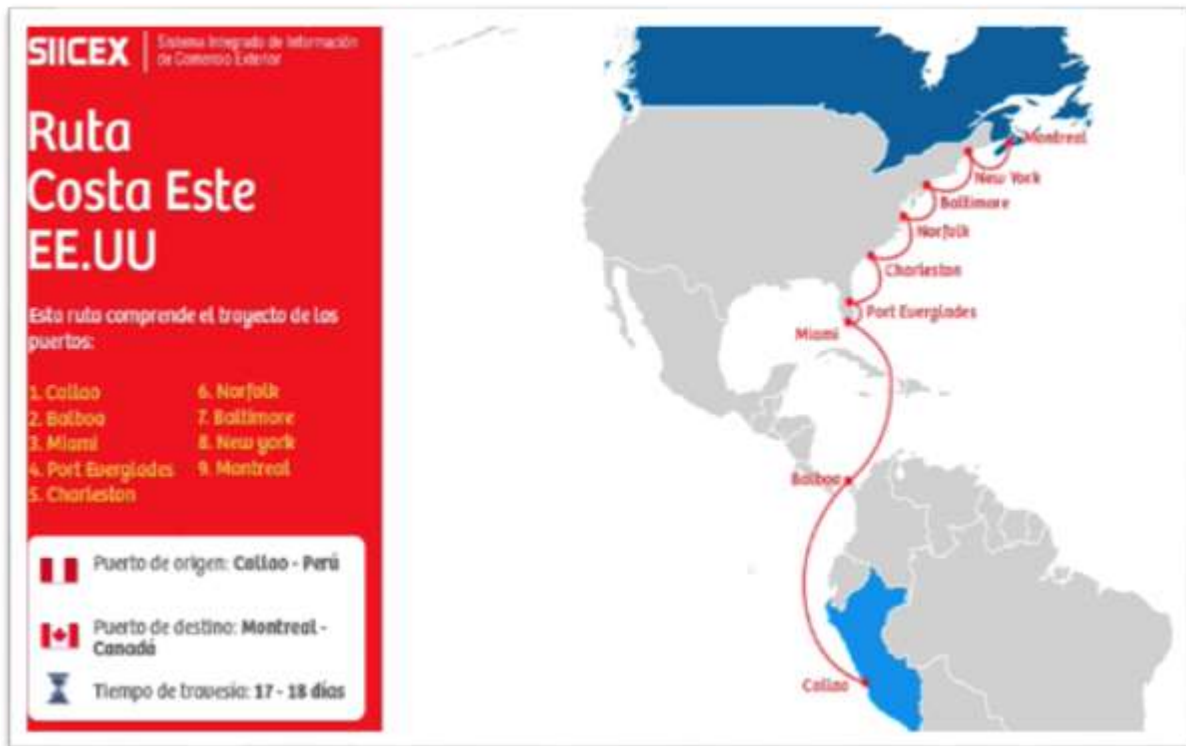 SIICEX
Sistema Integrado de Información
de Comercio Exterior
Ruta
Costa Este
EE.UU
Esta ruta comprende el trayecto de los
puertos:
1. Callao
2. Balboa
3. Miami
4. Port Everglades
5. Charleston
6. Norfolk
7. Baltimore
8. New york
9. Montreal
Puerto de origen: Callao - Perú
Puerto de destino: Montreal -
Canadá
Tiempo de travesía: 17 - 18 días
Montreal
New York
Baltimore
Norfolk
Charleston
Port Everglades
Miami
Balboa
Callao